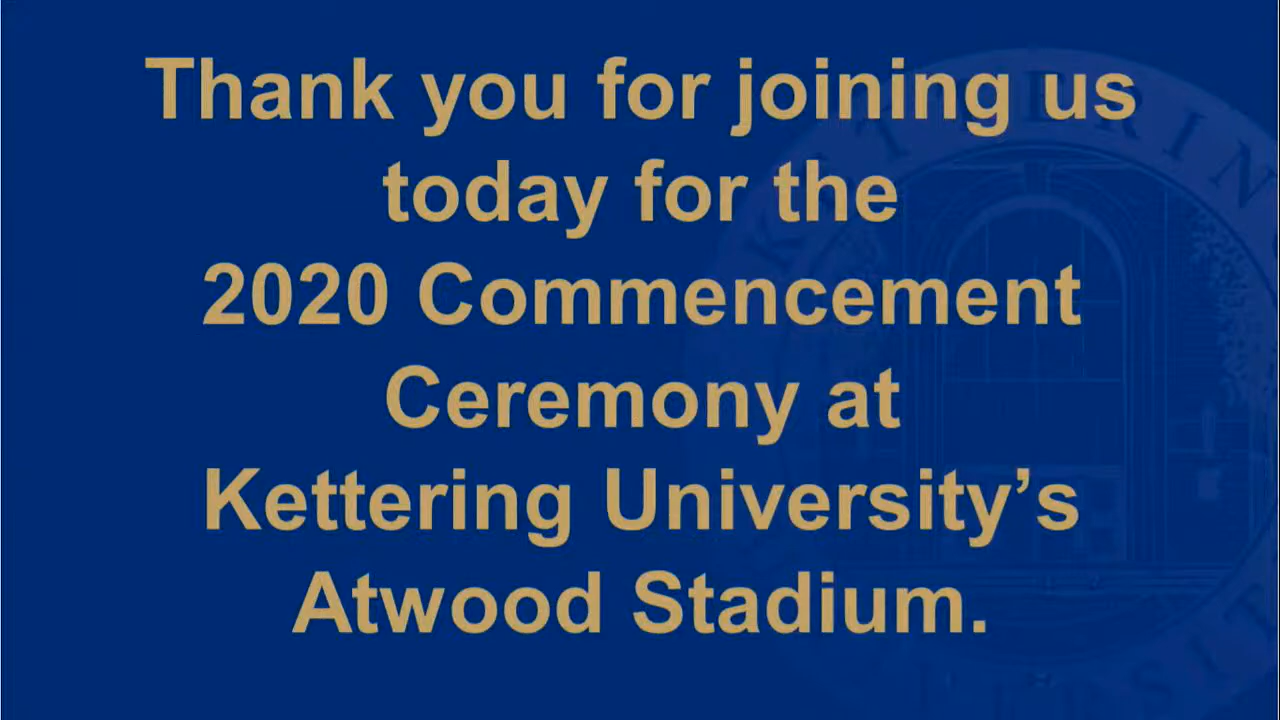 Thank you for joining us
today for the
2020 Commencement
Ceremony at
Kettering University’s
Atwood Stadium.